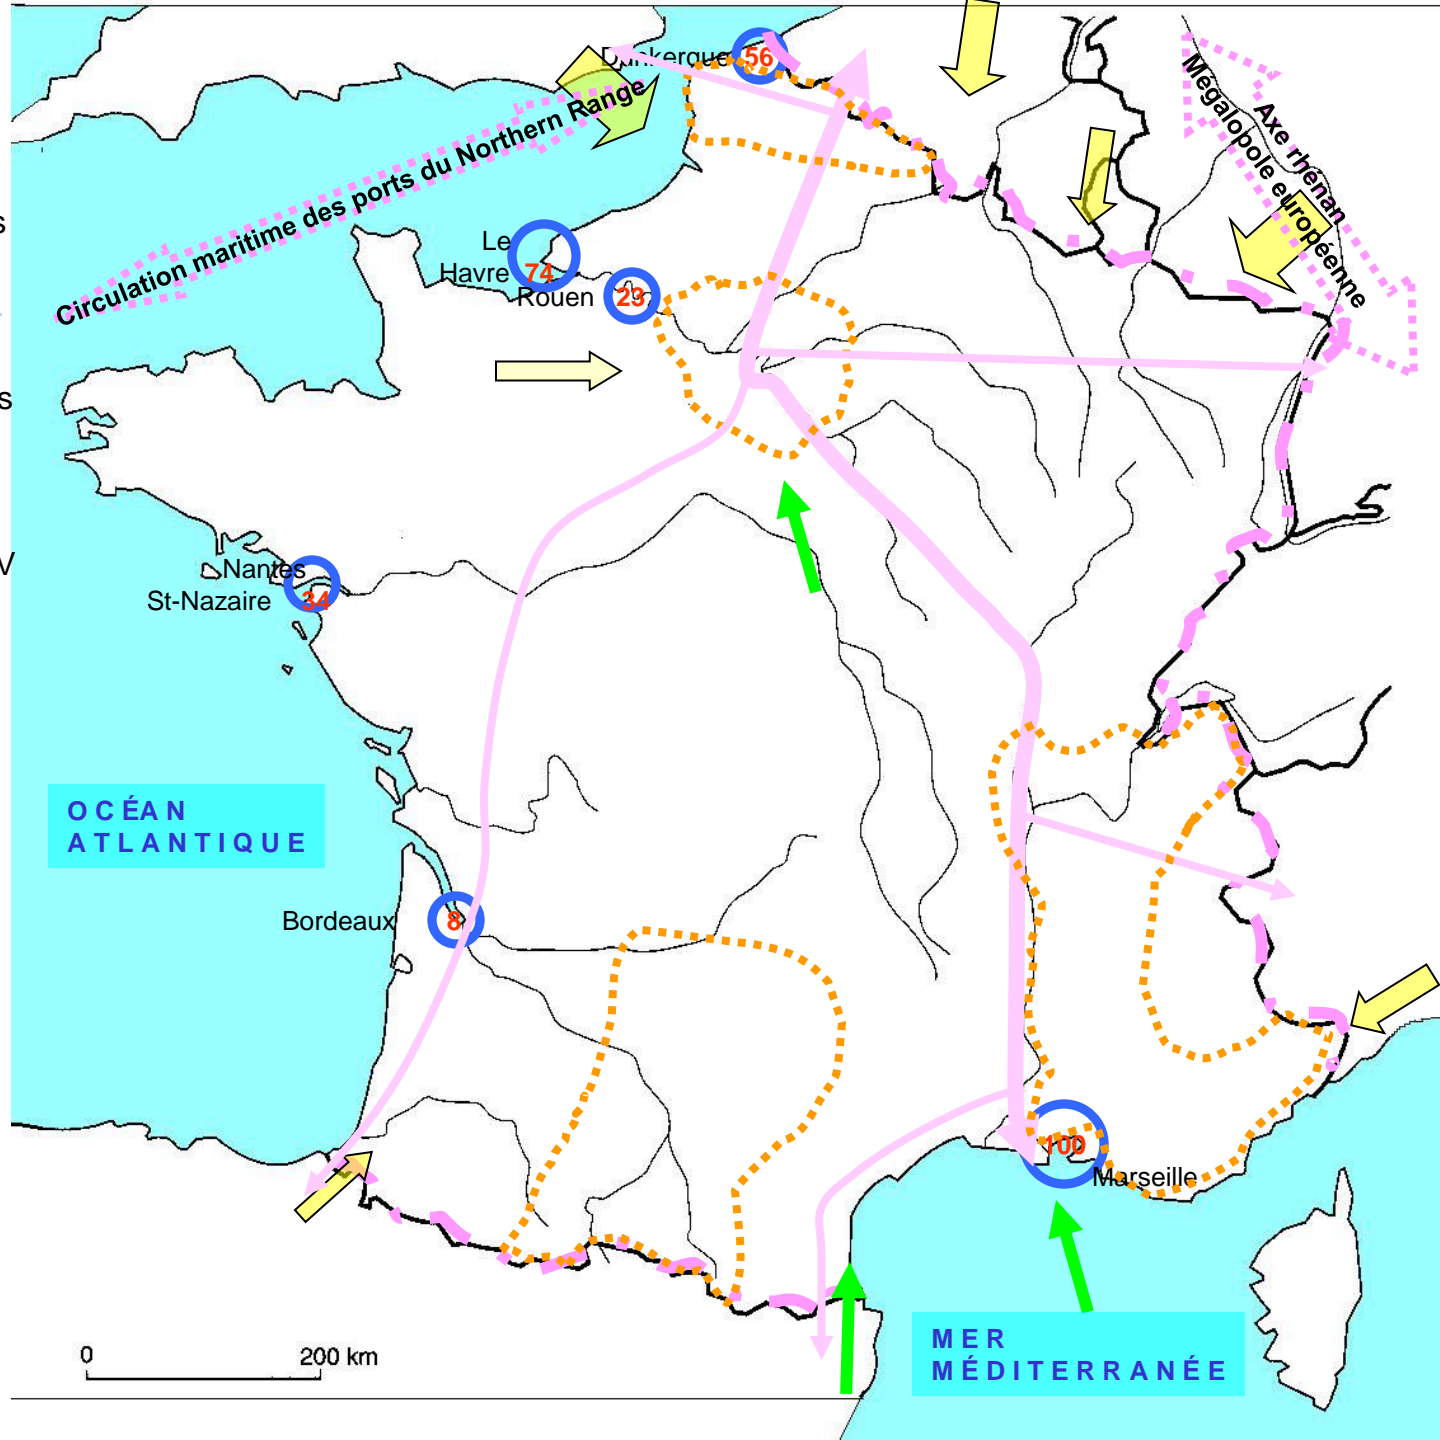 Dunkerque
56
Circulation maritime des ports du Northern Range
Axe rhénan
Mégalopole européenne
s
Le
Havre
74
Rouen
23
s
V
Nantes
St-Nazaire
34
OCÉAN
ATLANTIQUE
Bordeaux
8
100
Marseille
MER
MÉDITERRANÉE
0
200 km